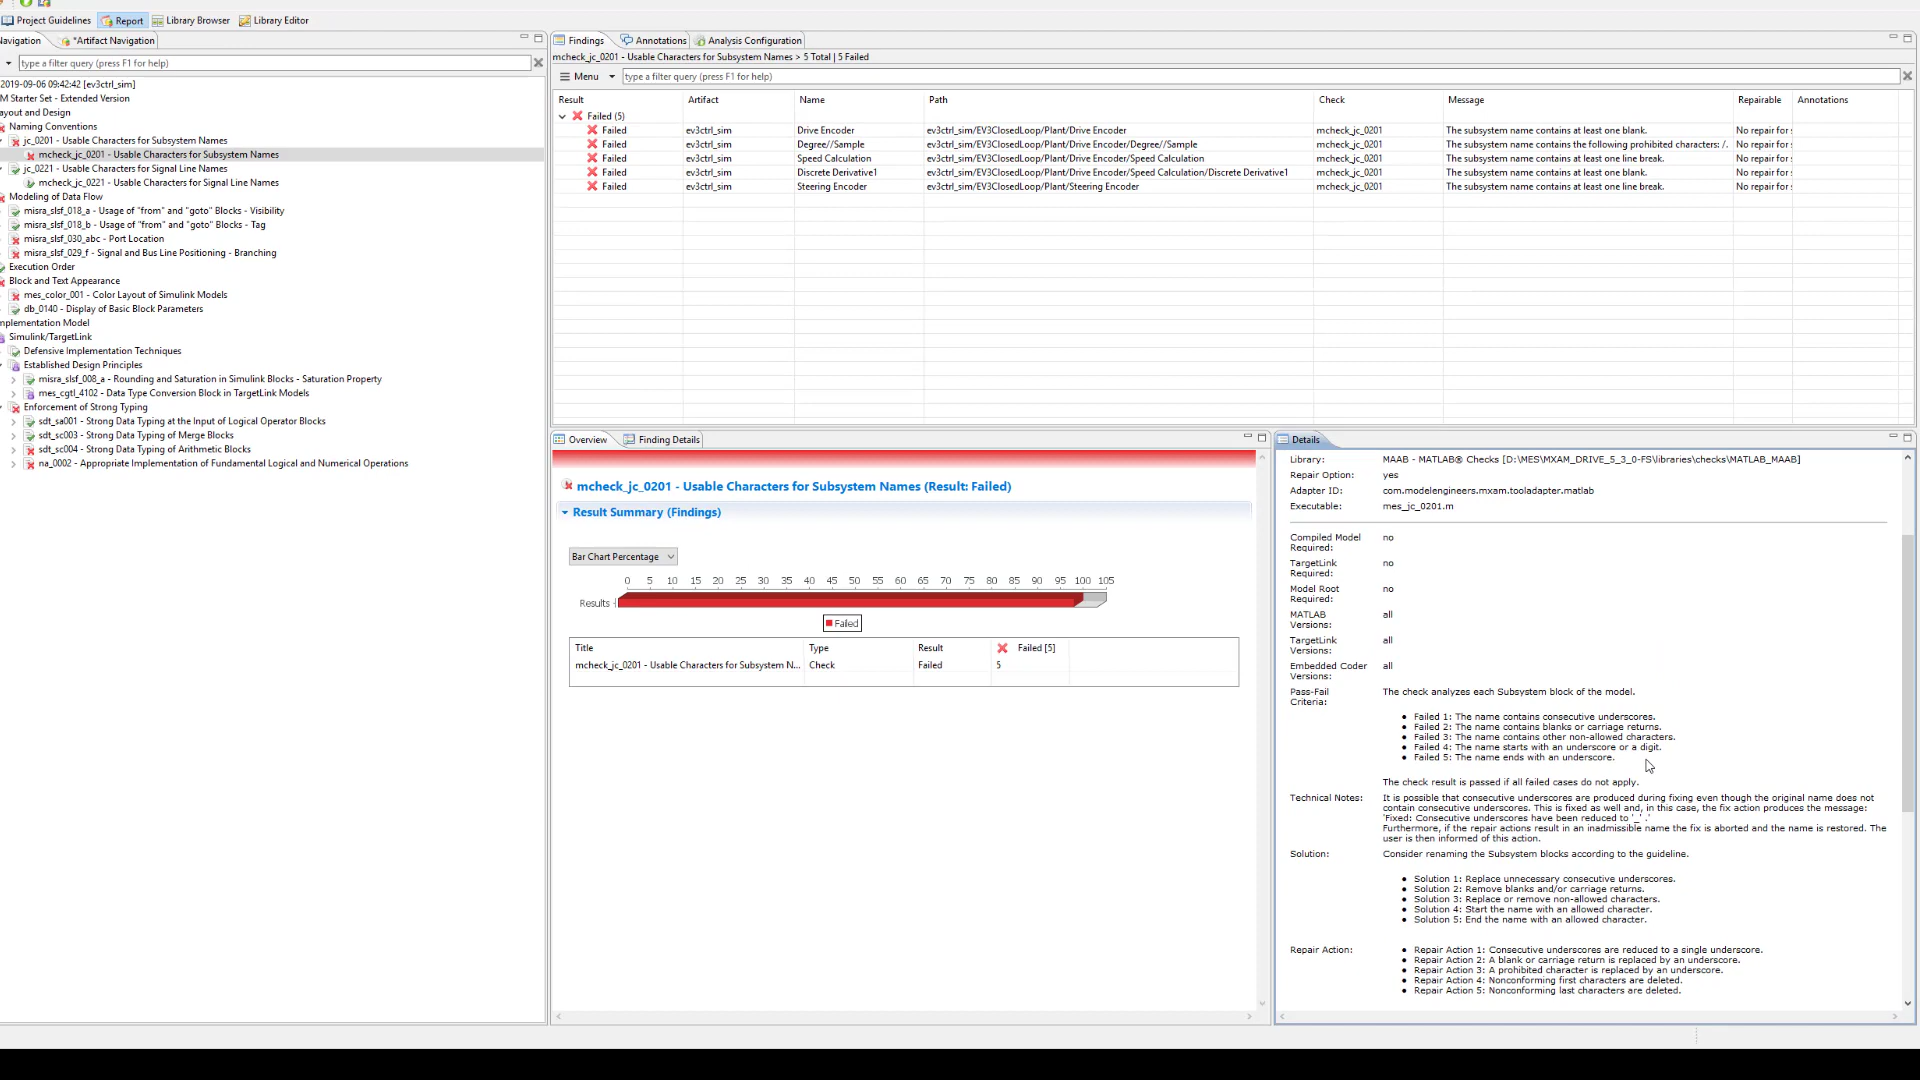 Project Guidelines Report Library Browser Library Editor
Navigation *Artifact Navigation
type a filter query (press F1 for help)
2019-09-06 09:42:42 [ev3ctrl_sim]
M Starter Set - Extended Version
ayout and Design
Naming Conventions
jc_0201 - Usable Characters for Subsystem Names
mcheck_jc_0201 - Usable Characters for Subsystem Names
jc_0221 - Usable Characters for Signal Line Names
mcheck_jc_0221 - Usable Characters for Signal Line Names
Modeling of Data Flow
misra_slsf_018_a - Usage of "from" and "goto" Blocks - Visibility
misra_slsf_018_b - Usage of "from" and "goto" Blocks - Tag
misra_slsf_030_abc - Port Location
misra_slsf_029_f - Signal and Bus Line Positioning - Branching
Execution Order
Block and Text Appearance
mes_color_001 - Color Layout of Simulink Models
db_0140 - Display of Basic Block Parameters
mplementation Model
Simulink/TargetLink
Defensive Implementation Techniques
Established Design Principles
misra_slsf_008_a - Rounding and Saturation in Simulink Blocks - Saturation Property
mes_cgtl_4102 - Data Type Conversion Block in TargetLink Models
Enforcement of Strong Typing
sdt_sa001 - Strong Data Typing at the Input of Logical Operator Blocks
sdt_sc003 - Strong Data Typing of Merge Blocks
sdt_sc004 - Strong Data Typing of Arithmetic Blocks
na_0002 - Appropriate Implementation of Fundamental Logical and Numerical Operations
Findings Annotations Analysis Configuration
mcheck_jc_0201 - Usable Characters for Subsystem Names > 5 Total | 5 Failed
Menu type a filter query (press F1 for help)
Result Artifact Name Path Check Message Repairable Annotations
Failed (5)
Failed ev3ctrl_sim Drive Encoder ev3ctrl_sim/EV3ClosedLoop/Plant/Drive Encoder mcheck_jc_0201 The subsystem name contains at least one blank. No repair for
Failed ev3ctrl_sim Degree//Sample ev3ctrl_sim/EV3ClosedLoop/Plant/Drive Encoder/Degree//Sample mcheck_jc_0201 The subsystem name contains the following prohibited characters: /. No repair for
Failed ev3ctrl_sim Speed Calculation ev3ctrl_sim/EV3ClosedLoop/Plant/Drive Encoder/Speed Calculation mcheck_jc_0201 The subsystem name contains at least one line break. No repair for
Failed ev3ctrl_sim Discrete Derivative1 ev3ctrl_sim/EV3ClosedLoop/Plant/Drive Encoder/Speed Calculation/Discrete Derivative1 mcheck_jc_0201 The subsystem name contains at least one blank. No repair for
Failed ev3ctrl_sim Steering Encoder ev3ctrl_sim/EV3ClosedLoop/Plant/Steering Encoder mcheck_jc_0201 The subsystem name contains at least one line break. No repair for
Overview Finding Details
mcheck_jc_0201 - Usable Characters for Subsystem Names (Result: Failed)
Result Summary (Findings)
Bar Chart Percentage
0 5 10 15 20 25 30 35 40 45 50 55 60 65 70 75 80 85 90 95 100 105
Results
Failed
Title Type Result Failed [5]
mcheck_jc_0201 - Usable Characters for Subsystem N... Check Failed 5
Details
Library: MAAB - MATLAB® Checks [D:\MES\MXAM_DRIVE_5_3_0-FS\libraries\checks\MATLAB_MAAB]
Repair Option: yes
Adapter ID: com.modelengineers.mxam.tooladapter.matlab
Executable: mes_jc_0201.m
Compiled Model no
Required:
TargetLink no
Required:
Model Root no
Required:
MATLAB all
Versions:
TargetLink all
Versions:
Embedded Coder all
Versions:
Pass-Fail The check analyzes each Subsystem block of the model.
Criteria:
• Failed 1: The name contains consecutive underscores.
• Failed 2: The name contains blanks or carriage returns.
• Failed 3: The name contains other non-allowed characters.
• Failed 4: The name starts with an underscore or a digit.
• Failed 5: The name ends with an underscore.
The check result is passed if all failed cases do not apply.
Technical Notes: It is possible that consecutive underscores are produced during fixing even though the original name does not
contain consecutive underscores. This is fixed as well and, in this case, the fix action produces the message:
'Fixed: Consecutive underscores have been reduced to '_' .'
Furthermore, if the repair actions result in an inadmissible name the fix is aborted and the name is restored. The
user is then informed of this action.
Solution: Consider renaming the Subsystem blocks according to the guideline.
• Solution 1: Replace unnecessary consecutive underscores.
• Solution 2: Remove blanks and/or carriage returns.
• Solution 3: Replace or remove non-allowed characters.
• Solution 4: Start the name with an allowed character.
• Solution 5: End the name with an allowed character.
Repair Action: • Repair Action 1: Consecutive underscores are reduced to a single underscore.
• Repair Action 2: A blank or carriage return is replaced by an underscore.
• Repair Action 3: A prohibited character is replaced by an underscore.
• Repair Action 4: Nonconforming first characters are deleted.
• Repair Action 5: Nonconforming last characters are deleted.